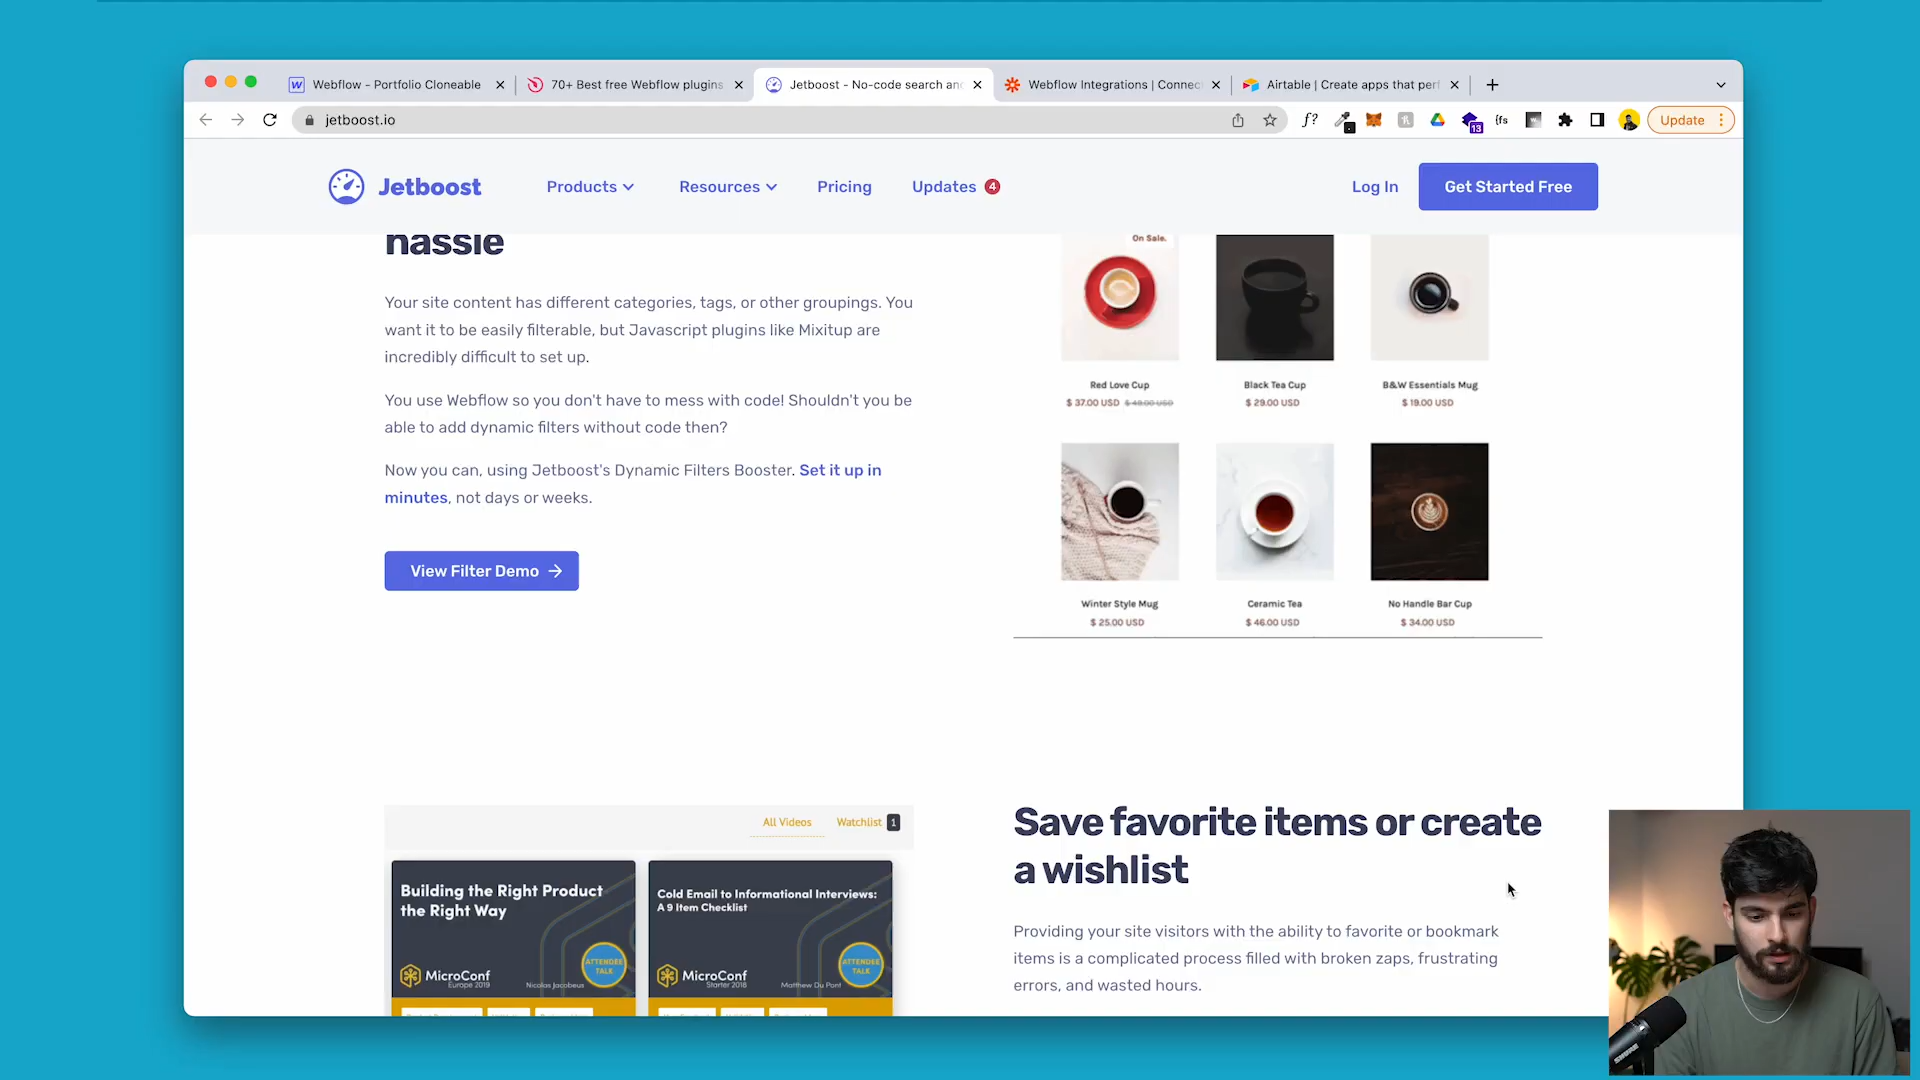 Webflow - Portfolio Cloneable
70+ Best free Webflow plugins
Jetboost - No-code search and
Webflow Integrations | Connec
Airtable | Create apps that perf
jetboost.io
13
Update
Jetboost
Products
Resources
Pricing
Updates 4
Log In
Get Started Free
hassle
Your site content has different categories, tags, or other groupings. You
want it to be easily filterable, but Javascript plugins like Mixitup are
incredibly difficult to set up.
You use Webflow so you don't have to mess with code! Shouldn't you be
able to add dynamic filters without code then?
Now you can, using Jetboost's Dynamic Filters Booster. Set it up in
minutes, not days or weeks.
View Filter Demo
On Sale.
Red Love Cup
$ 37.00 USD $ 48.00 USD
Black Tea Cup
$ 29.00 USD
B&W Essentials Mug
$ 19.00 USD
Winter Style Mug
$ 25.00 USD
Ceramic Tea
$ 46.00 USD
No Handle Bar Cup
$ 34.00 USD
All Videos
Watchlist 1
Building the Right Product
the Right Way
MicroConf
Europe 2019
Nicolas Jacobeus
ATTENDEE
TALK
Cold Email to Informational Interviews:
A 9 Item Checklist
MicroConf
Starter 2018
Matthew Du Pont
ATTENDEE
TALK
Save favorite items or create
a wishlist
Providing your site visitors with the ability to favorite or bookmark
items is a complicated process filled with broken zaps, frustrating
errors, and wasted hours.